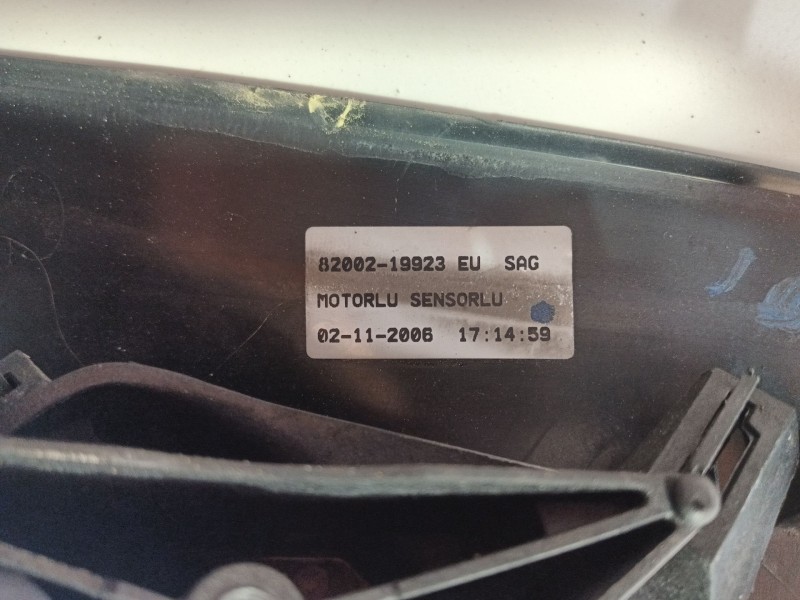 82002-19923 EU SAG
MOTORLU SENSORLU
02-11-2006 17:14:59